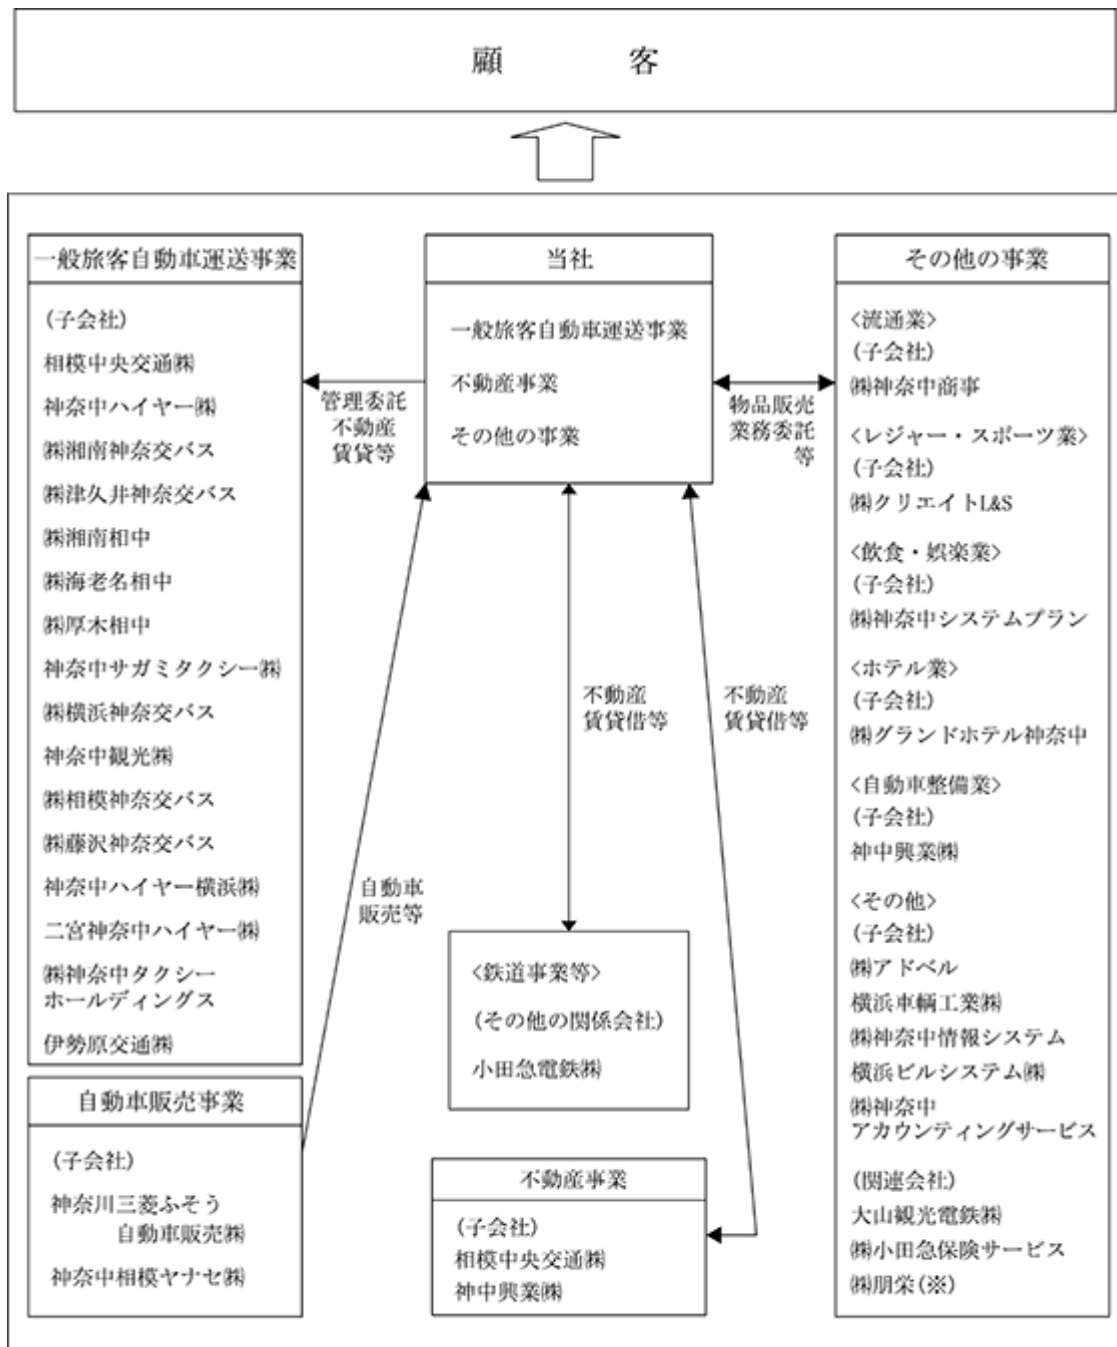 顧客
一般旅客自動車運送事業
(子会社)
相模中央交通㈱
神奈中ハイヤー㈱
㈱湘南神奈交バス
㈱津久井神奈交バス
㈱湘南相中
㈱海老名相中
㈱厚木相中
神奈中サガミタクシー㈱
㈱横浜神奈交バス
神奈中観光㈱
㈱相模神奈交バス
㈱藤沢神奈交バス
神奈中ハイヤー横浜㈱
二宮神奈中ハイヤー㈱
㈱神奈中タクシー
ホールディングス
伊勢原交通㈱
自動車販売事業
(子会社)
神奈川三菱ふそう
自動車販売㈱
神奈中相模ヤナセ㈱
当社
一般旅客自動車運送事業
不動産事業
その他の事業
管理委託
不動産
賃貸等
物品販売
業務委託
等
不動産
賃貸借等
不動産
賃貸借等
自動車
販売等
<鉄道事業等>
(その他の関係会社)
小田急電鉄㈱
不動産事業
(子会社)
相模中央交通㈱
神中興業㈱
その他の事業
<流通業>
(子会社)
㈱神奈中商事
<レジャー・スポーツ業>
(子会社)
㈱クリエイトL&S
<飲食・娯楽業>
(子会社)
㈱神奈中システムプラン
<ホテル業>
(子会社)
㈱グランドホテル神奈中
<自動車整備業>
(子会社)
神中興業㈱
<その他>
(子会社)
㈱アドベル
横浜車輌工業㈱
㈱神奈中情報システム
横浜ビルシステム㈱
㈱神奈中
アカウンティングサービス
(関連会社)
大山観光電鉄㈱
㈱小田急保険サービス
㈱朋栄(※)